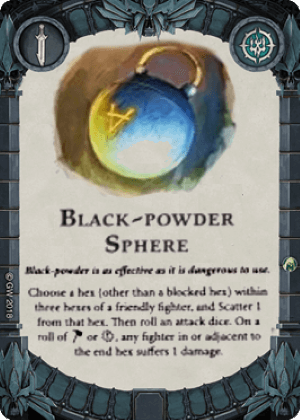 BLACK-POWDER
SPHERE
Black-powder is as effective as it is dangerous to use.
Choose a hex (other than a blocked hex) within
three hexes of a friendly fighter, and Scatter 1
from that hex. Then roll an attack dice. On a
roll of or , any fighter in or adjacent to
the end hex suffers 1 damage.
© GW 2018